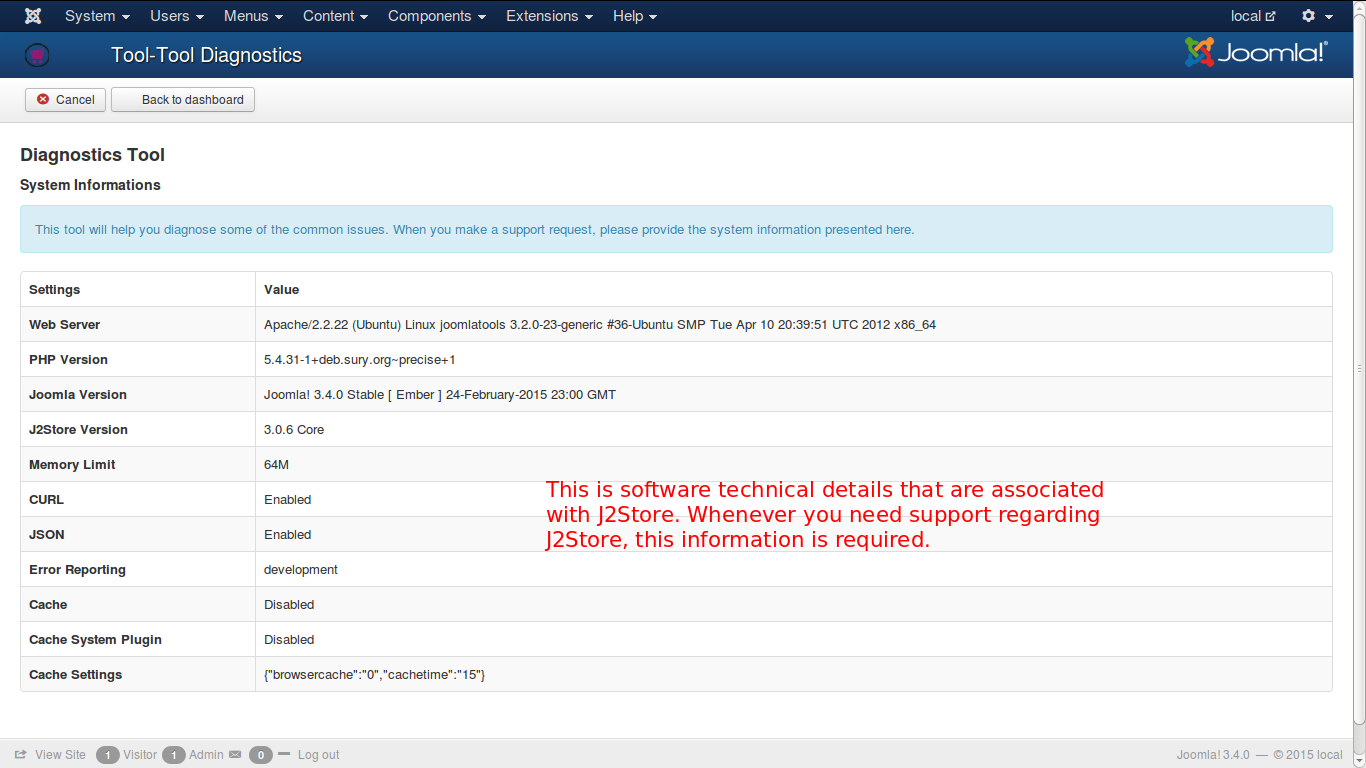 System Users Menus Content Components Extensions Help local
Tool-Tool Diagnostics Joomla!®
Cancel Back to dashboard
Diagnostics Tool
System Informations
This tool will help you diagnose some of the common issues. When you make a support request, please provide the system information presented here.
Settings Value
Web Server Apache/2.2.22 (Ubuntu) Linux joomlatools 3.2.0-23-generic #36-Ubuntu SMP Tue Apr 10 20:39:51 UTC 2012 x86_64
PHP Version 5.4.31-1+deb.sury.org~precise+1
Joomla Version Joomla! 3.4.0 Stable [ Ember ] 24-February-2015 23:00 GMT
J2Store Version 3.0.6 Core
Memory Limit 64M
CURL Enabled
JSON Enabled
This is software technical details that are associated
with J2Store. Whenever you need support regarding
J2Store, this information is required.
Error Reporting development
Cache Disabled
Cache System Plugin Disabled
Cache Settings {"browsercache":"0","cachetime":"15"}
View Site 1 Visitor 1 Admin 0 Log out Joomla! 3.4.0 — © 2015 local